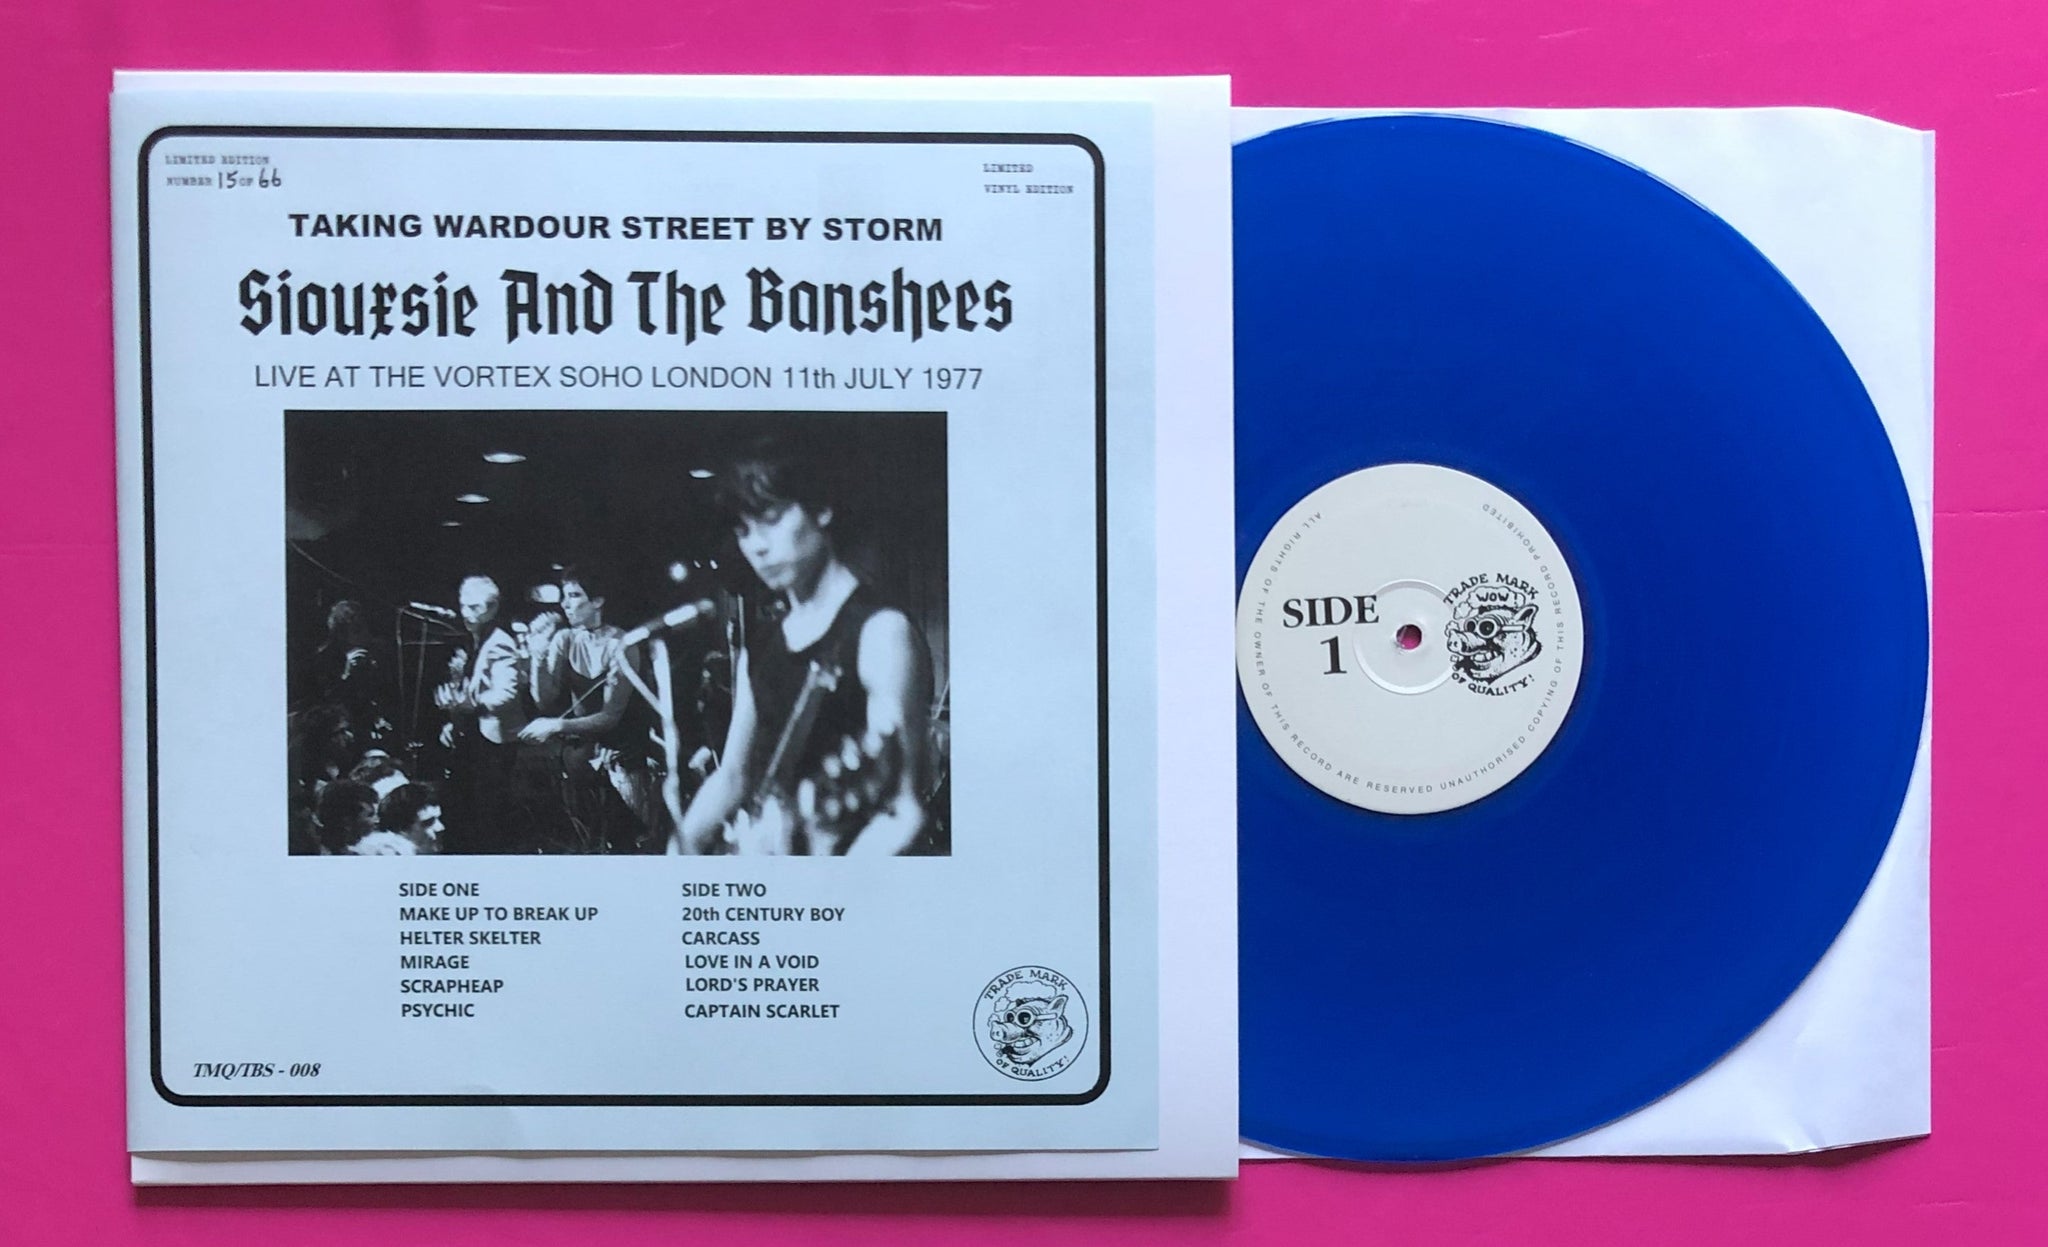 LIMITED EDITION
NUMBER 15 OF 66
LIMITED
VINYL EDITION
TAKING WARDOUR STREET BY STORM
Siouxsie And The Banshees
LIVE AT THE VORTEX SOHO LONDON 11th JULY 1977
SIDE ONE
MAKE UP TO BREAK UP
HELTER SKELTER
MIRAGE
SCRAPHEAP
PSYCHIC
SIDE TWO
20th CENTURY BOY
CARCASS
LOVE IN A VOID
LORD'S PRAYER
CAPTAIN SCARLET
TMQ/TBS - 008
TRADE MARK
OF QUALITY!
ALL RIGHTS OF THE OWNER OF THIS RECORD ARE RESERVED UNAUTHORISED COPYING OF THIS RECORD PROHIBITED
SIDE
1
TRADE MARK
WOW!
OF QUALITY!